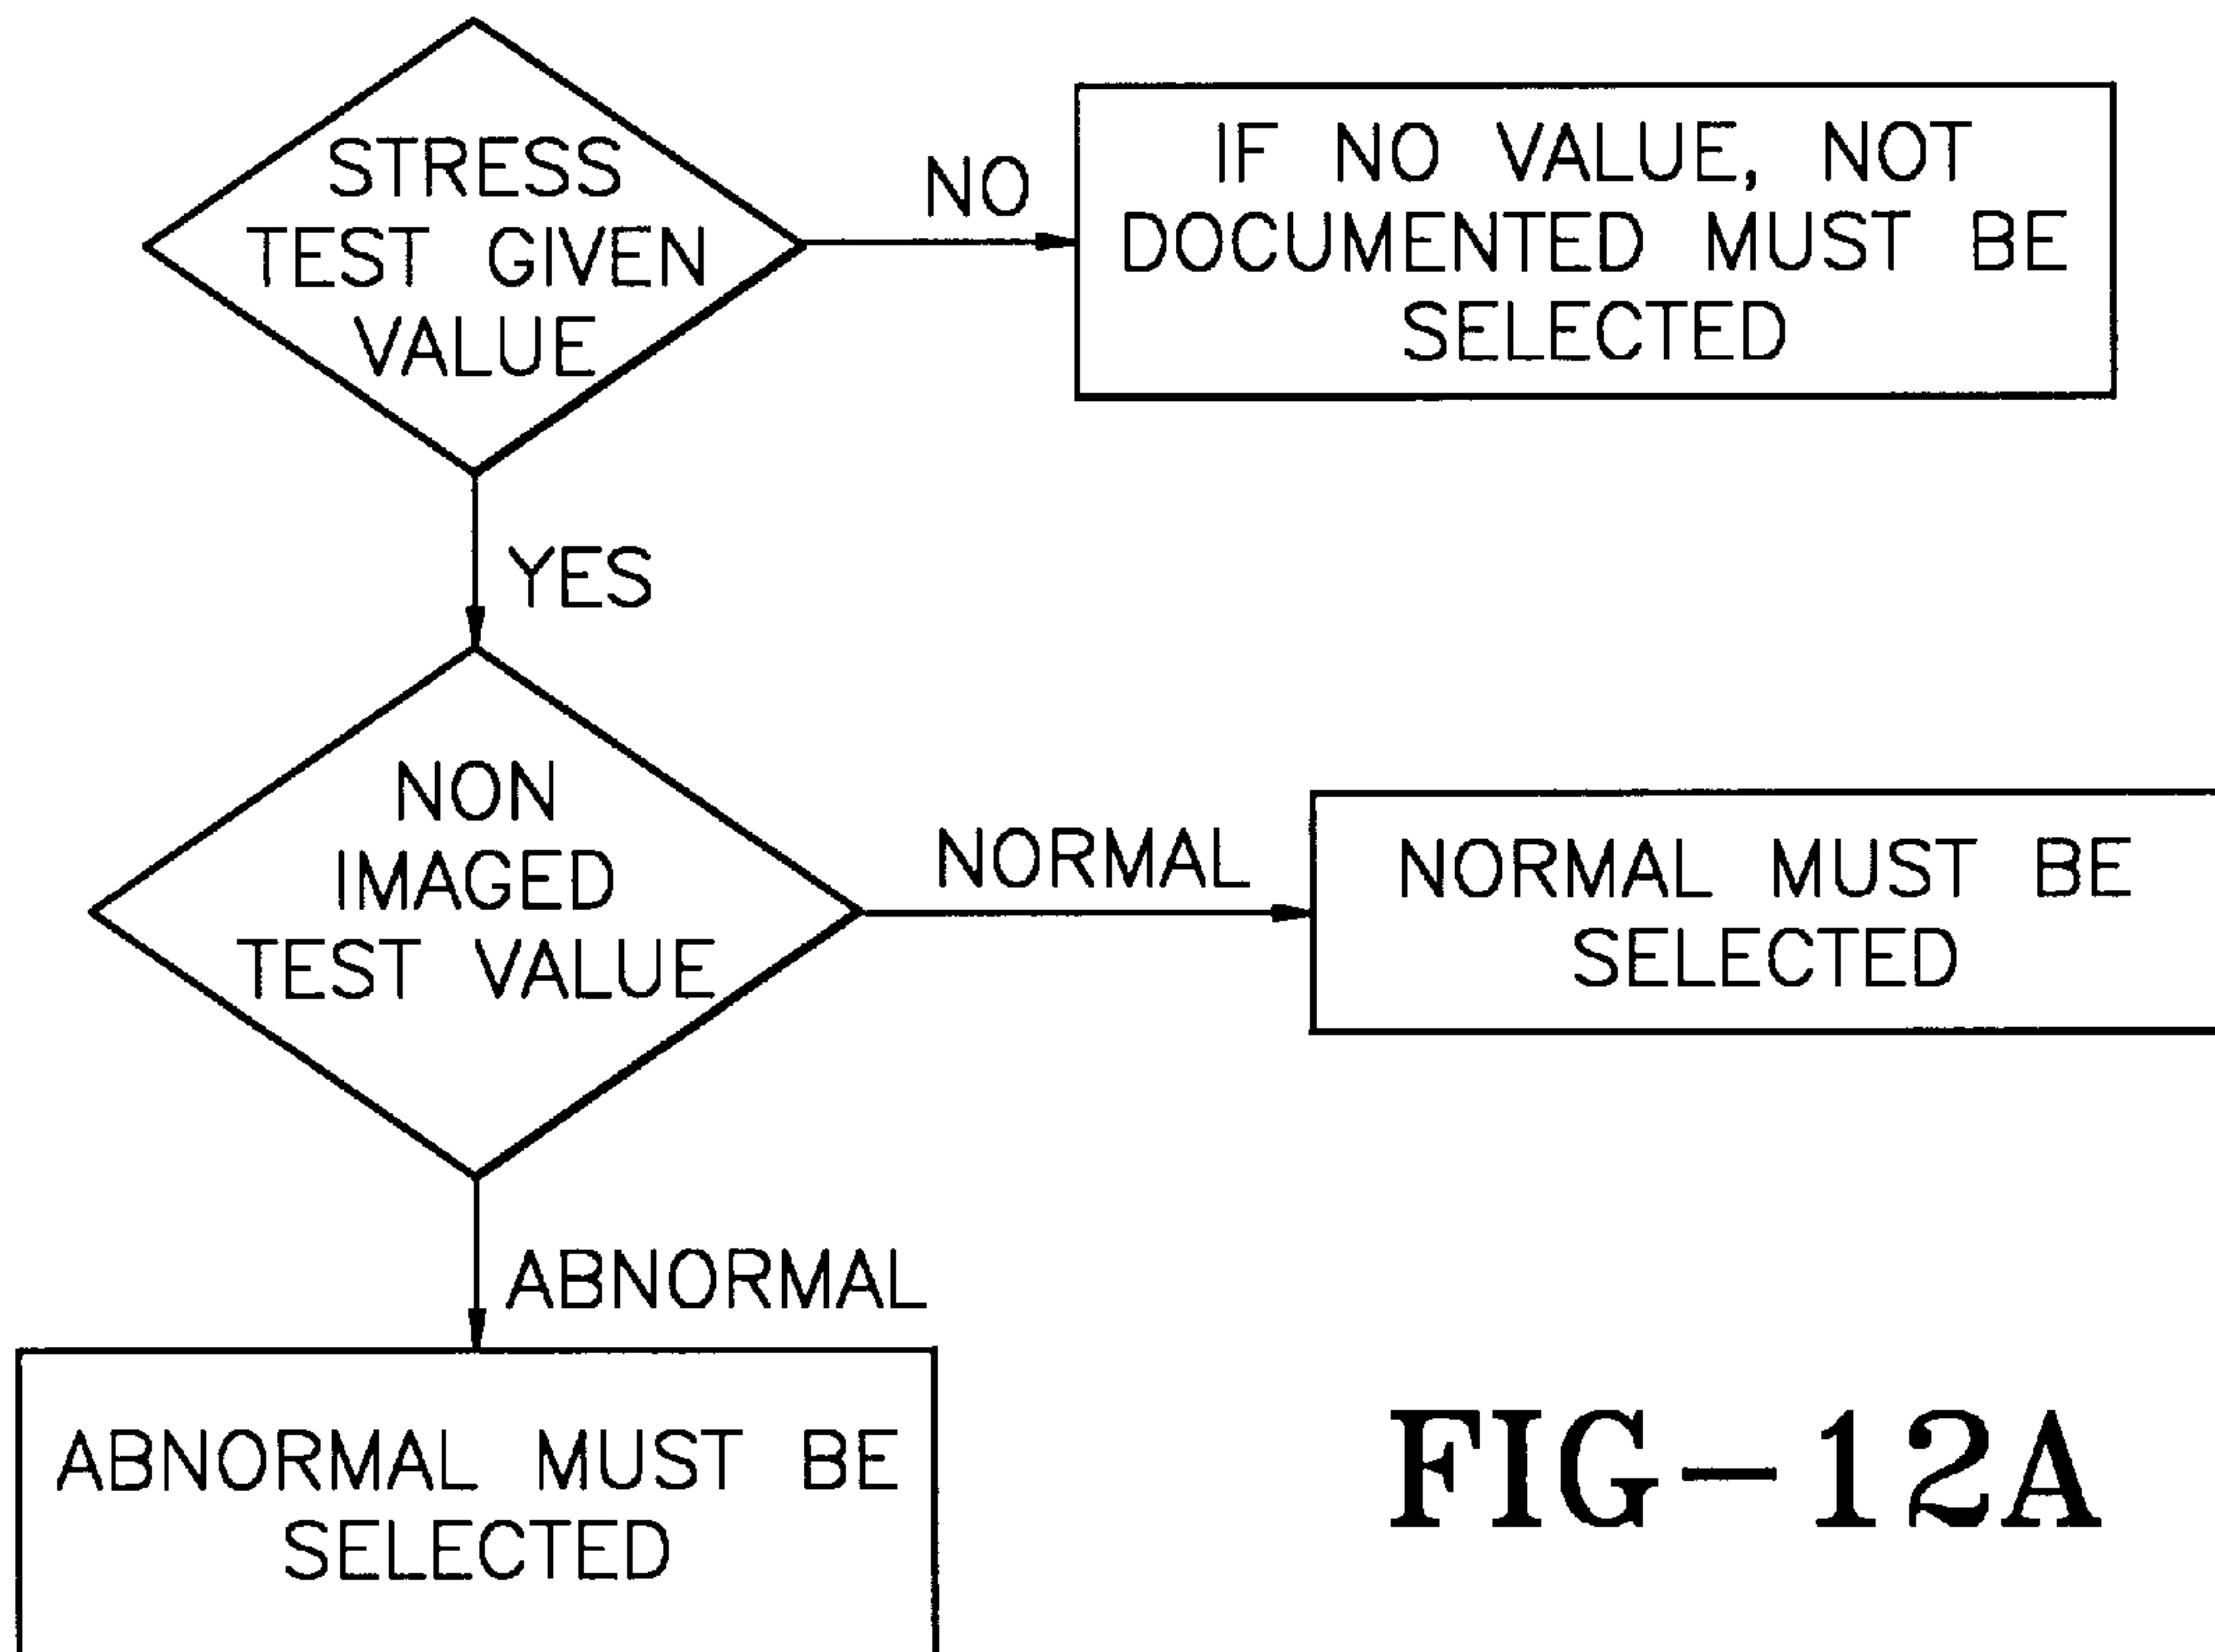 STRESS
TEST GIVEN
VALUE
NO
IF NO VALUE, NOT
DOCUMENTED MUST BE
SELECTED
YES
NON
IMAGED
TEST VALUE
NORMAL
NORMAL MUST BE
SELECTED
ABNORMAL
ABNORMAL MUST BE
SELECTED
FIG-12A